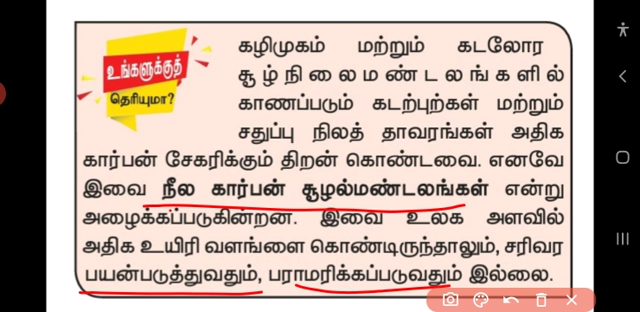 உங்களுக்குத்
தெரியுமா?
கழிமுகம் மற்றும் கடலோர
சூழ்நிலைமண்டலங்களில்
காணப்படும் கடற்புற்கள் மற்றும்
சதுப்பு நிலத் தாவரங்கள் அதிக
கார்பன் சேகரிக்கும் திறன் கொண்டவை. எனவே
இவை நீல கார்பன் சூழல்மண்டலங்கள் என்று
அழைக்கப்படுகின்றன. இவை உலக அளவில்
அதிக உயிரி வளங்களை கொண்டிருந்தாலும், சரிவர
பயன்படுத்துவதும், பராமரிக்கப்படுவதும் இல்லை.